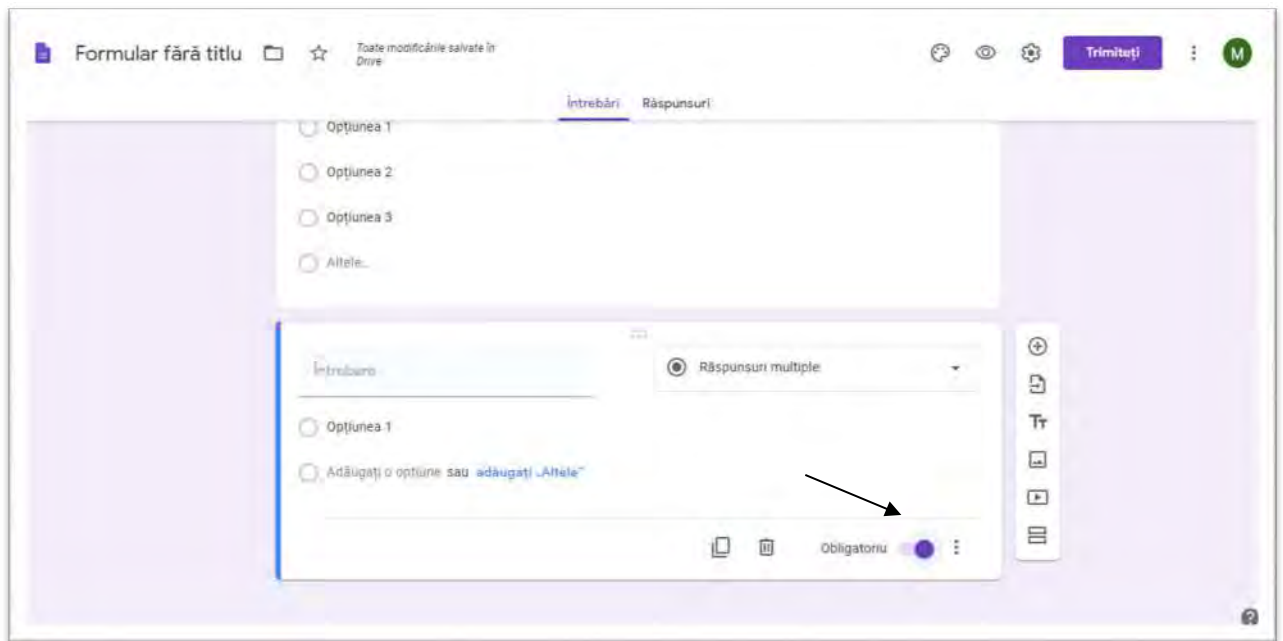 Formular fără titlu
Toate modificările salvate în
Drive
Trimiteți
M
Întrebări Răspunsuri
Opțiunea 1
Opțiunea 2
Opțiunea 3
Altele...
Întrebare
Răspunsuri multiple
Opțiunea 1
Adăugați o opțiune sau adăugați „Altele”
Obligatoriu